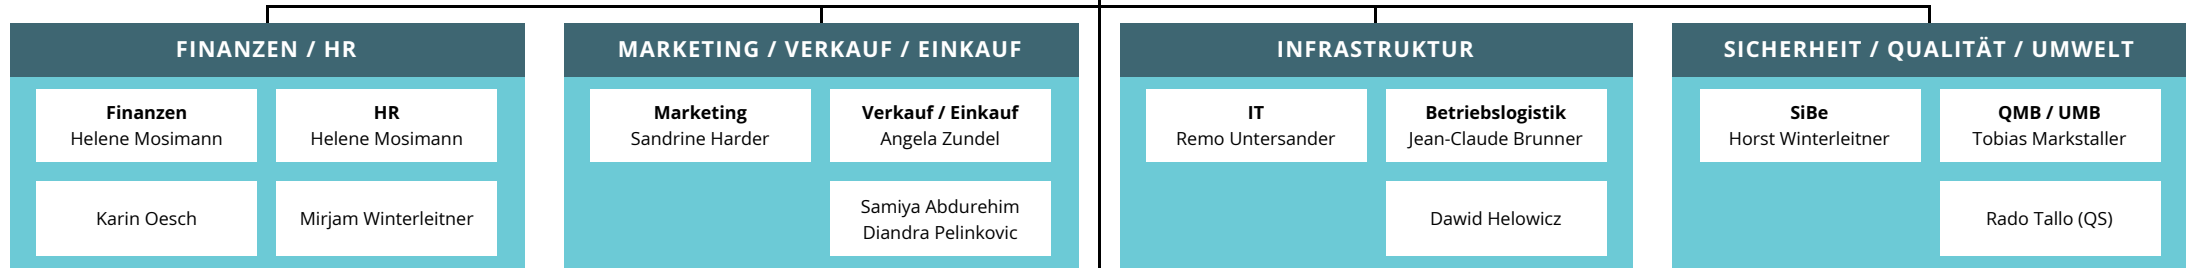 FINANZEN / HR
Finanzen
Helene Mosimann
HR
Helene Mosimann
Karin Oesch
Mirjam Winterleitner
MARKETING / VERKAUF / EINKAUF
Marketing
Sandrine Harder
Verkauf / Einkauf
Angela Zundel
Samiya Abdurehim
Diandra Pelinkovic
INFRASTRUKTUR
IT
Remo Untersander
Betriebslogistik
Jean-Claude Brunner
Dawid Helowicz
SICHERHEIT / QUALITÄT / UMWELT
SiBe
Horst Winterleitner
QMB / UMB
Tobias Markstaller
Rado Tallo (QS)